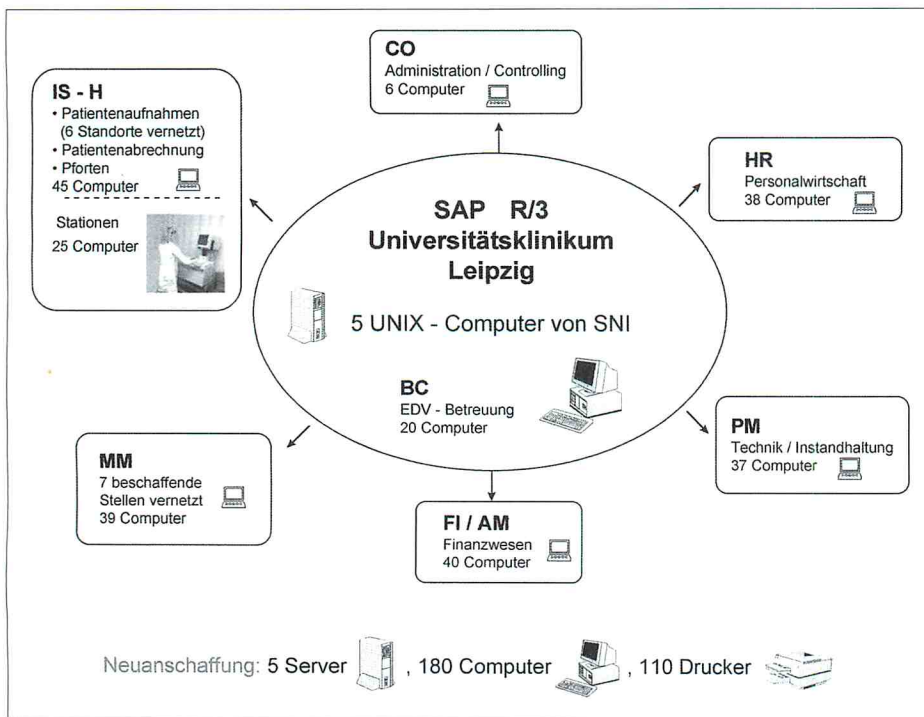 CO
Administration / Controlling
6 Computer
IS - H
• Patientenaufnahmen
(6 Standorte vernetzt)
• Patientenabrechnung
• Pforten
45 Computer
Stationen
25 Computer
HR
Personalwirtschaft
38 Computer
SAP R/3
Universitätsklinikum
Leipzig
5 UNIX - Computer von SNI
BC
EDV - Betreuung
20 Computer
MM
7 beschaffende
Stellen vernetzt
39 Computer
PM
Technik / Instandhaltung
37 Computer
FI / AM
Finanzwesen
40 Computer
Neuanschaffung: 5 Server , 180 Computer , 110 Drucker